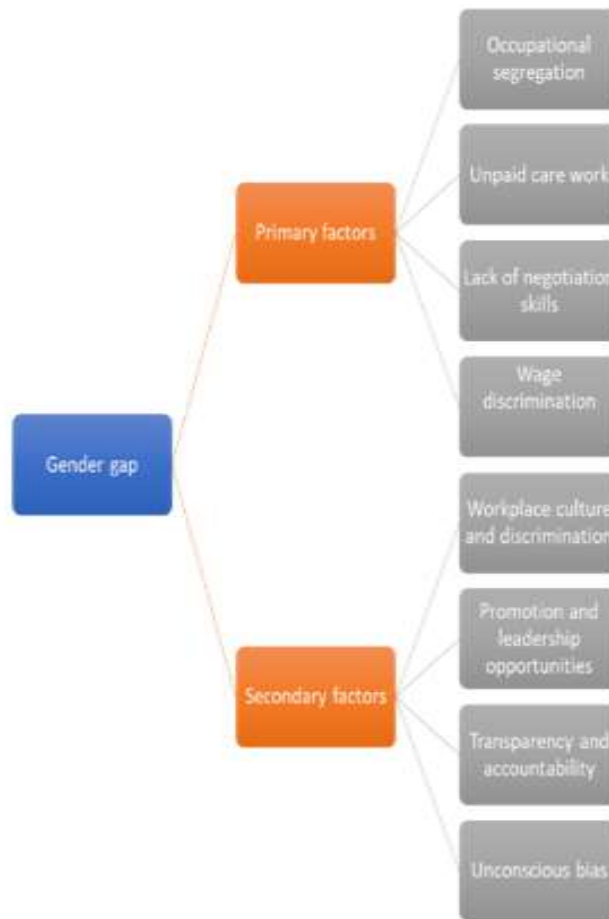 Occupational
segregation
Unpaid care work
Primary factors
Lack of negotiation
skills
Wage
discrimination
Gender gap
Workplace culture
and discrimination
Promotion and
leadership
opportunities
Secondary factors
Transparency and
accountability
Unconscious bias